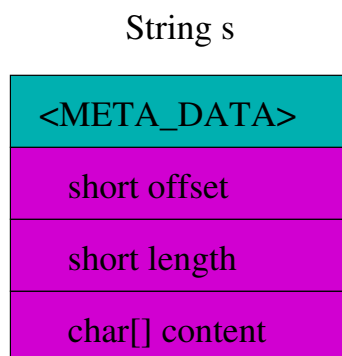 String s
<META_DATA>
short offset
short length
char[] content